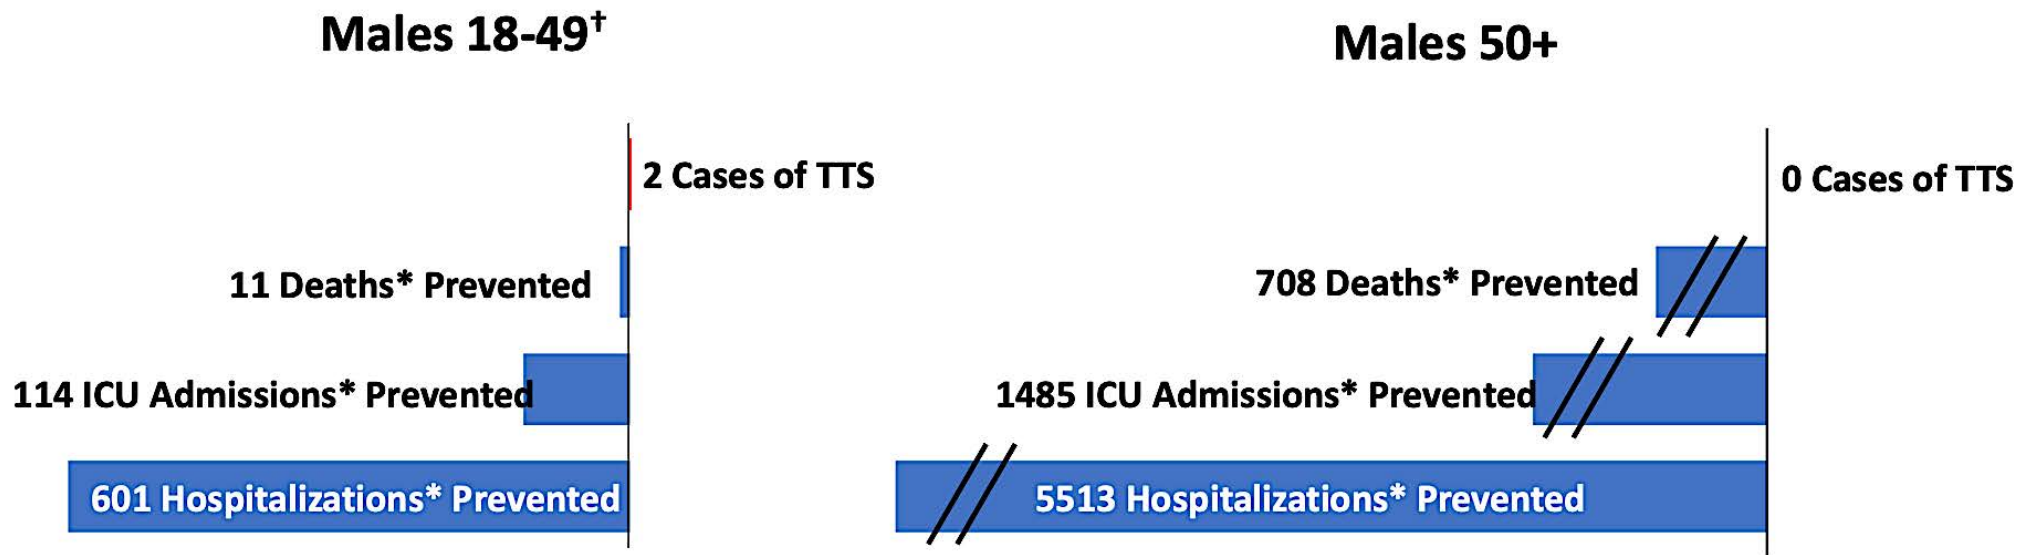 Males 18-49†
2 Cases of TTS
11 Deaths* Prevented
114 ICU Admissions* Prevented
601 Hospitalizations* Prevented
Males 50+
0 Cases of TTS
708 Deaths* Prevented
1485 ICU Admissions* Prevented
5513 Hospitalizations* Prevented